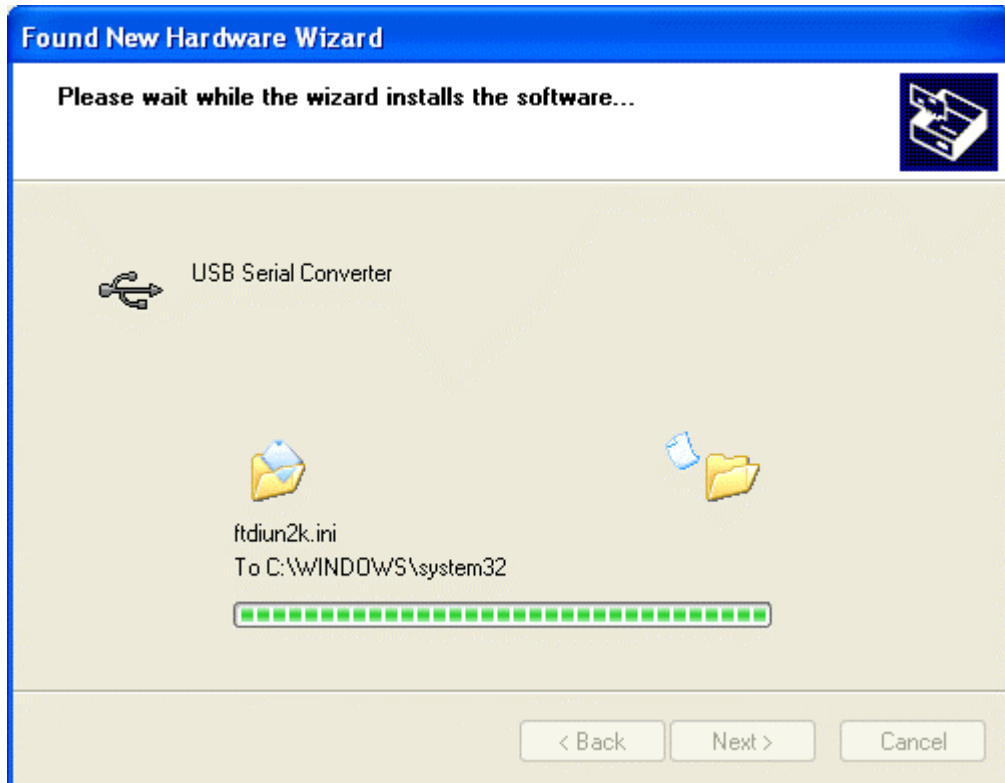 Found New Hardware Wizard
Please wait while the wizard installs the software...
USB Serial Converter
ftdiun2k.ini
To C:\WINDOWS\system32
< Back
Next >
Cancel